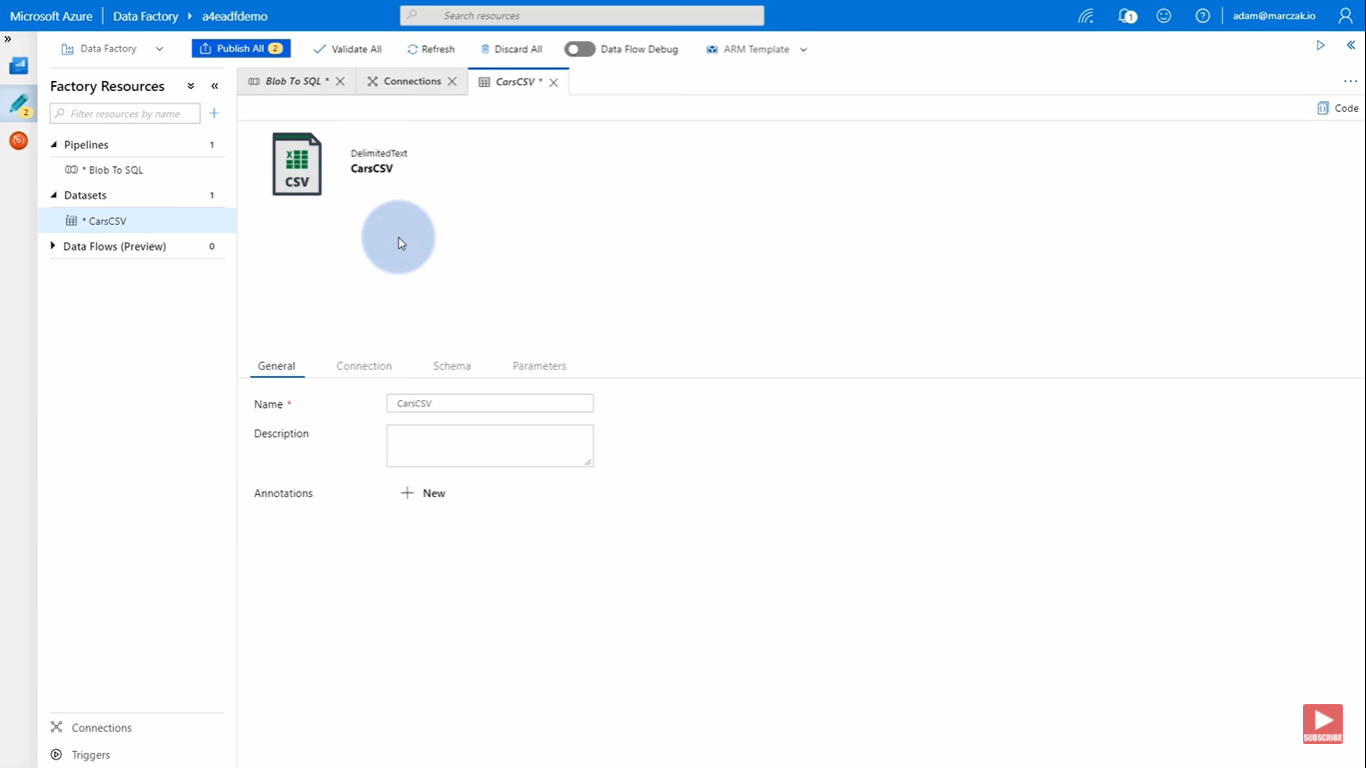 Microsoft Azure Data Factory a4eadfdemo Search resources 1 adam@marczak.io
Data Factory Publish All 2 Validate All Refresh Discard All Data Flow Debug ARM Template
Factory Resources
Blob To SQL * Connections CarsCSV *
Filter resources by name
2
Code
Pipelines 1
* Blob To SQL
Datasets 1
* CarsCSV
Data Flows (Preview) 0
X
CSV
DelimitedText
CarsCSV
General Connection Schema Parameters
Name * CarsCSV
Description
Annotations New
Connections
Triggers
SUBSCRIBE